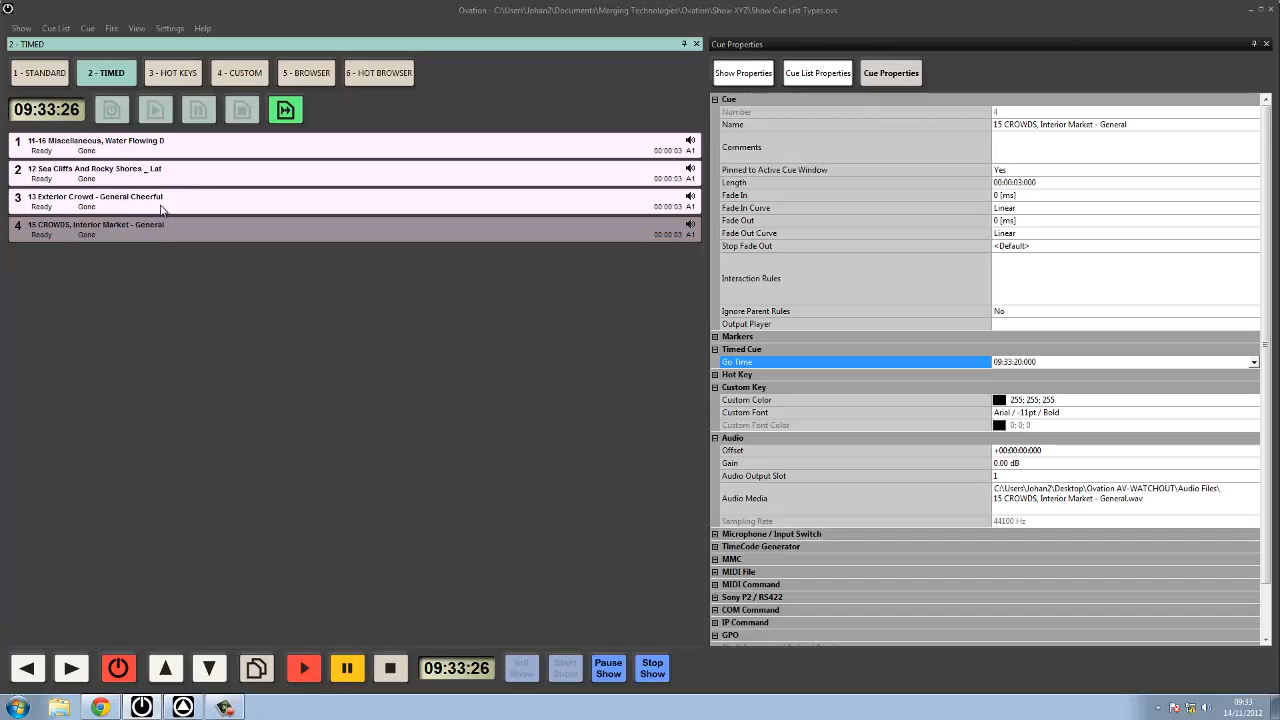 Ovation - C:\Users\JohanZ\Documents\Merging Technologies\Ovation\Show XYZ\Show Cue List Types.ovs
Show Cue List Cue Fire View Settings Help
2 - TIMED
Cue Properties
1 - STANDARD 2 - TIMED 3 - HOT KEYS 4 - CUSTOM 5 - BROWSER 6 - HOT BROWSER
Show Properties Cue List Properties Cue Properties
09:33:26
1 11-16 Miscellaneous, Water Flowing D
Ready Gone 00:00:03 A1
2 12 Sea Cliffs And Rocky Shores _ Laf
Ready Gone 00:00:03 A1
3 13 Exterior Crowd - General Cheerful
Ready Gone 00:00:03 A1
4 15 CROWDS, Interior Market - General
Ready Gone 00:00:03 A1
Cue
Number 4
Name 15 CROWDS, Interior Market - General
Comments
Pinned to Active Cue Window Yes
Length 00:00:03:000
Fade In 0 [ms]
Fade In Curve Linear
Fade Out 0 [ms]
Fade Out Curve Linear
Stop Fade Out <Default>
Interaction Rules
Ignore Parent Rules No
Output Player
Markers
Timed Cue
Go Time 09:33:20:000
Hot Key
Custom Key
Custom Color 255; 255; 255
Custom Font Arial / -11pt / Bold
Custom Font Color 0; 0; 0
Audio
Offset +00:00:00:000
Gain 0.00 dB
Audio Output Slot 1
Audio Media C:\Users\JohanZ\Desktop\Ovation AV-WATCHOUT\Audio Files\
15 CROWDS, Interior Market - General.wav
Sampling Rate 44100 Hz
Microphone / Input Switch
TimeCode Generator
MMC
MIDI File
MIDI Command
Sony P2 / RS422
COM Command
IP Command
GPO
09:33:26
Init Show
Start Show
Pause Show
Stop Show
09:33
14/11/2012